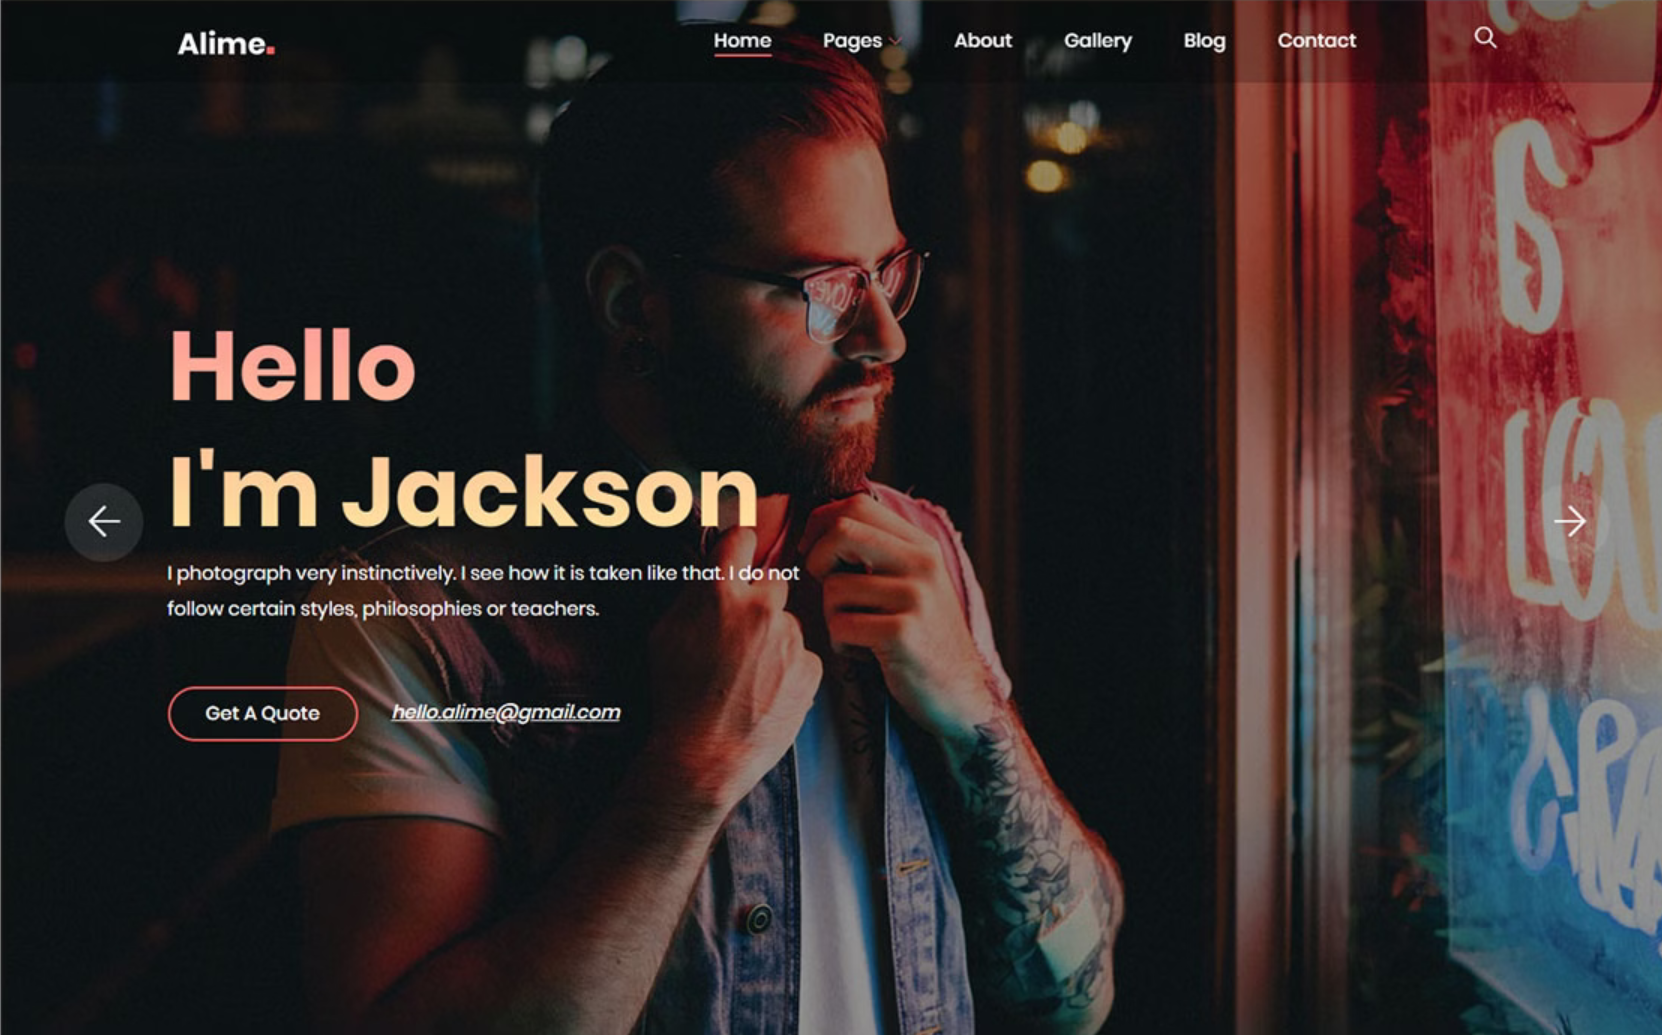 Alime.
Home Pages About Gallery Blog Contact
Hello
I'm Jackson
I photograph very instinctively. I see how it is taken like that. I do not
follow certain styles, philosophies or teachers.
Get A Quote hello.alime@gmail.com